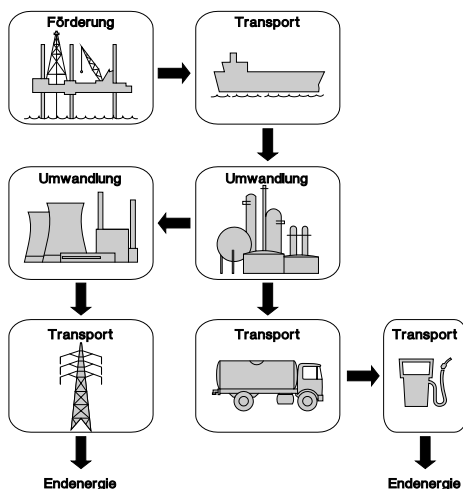 Förderung
Transport
Umwandlung
Umwandlung
Transport
Transport
Transport
Endenergie
Endenergie